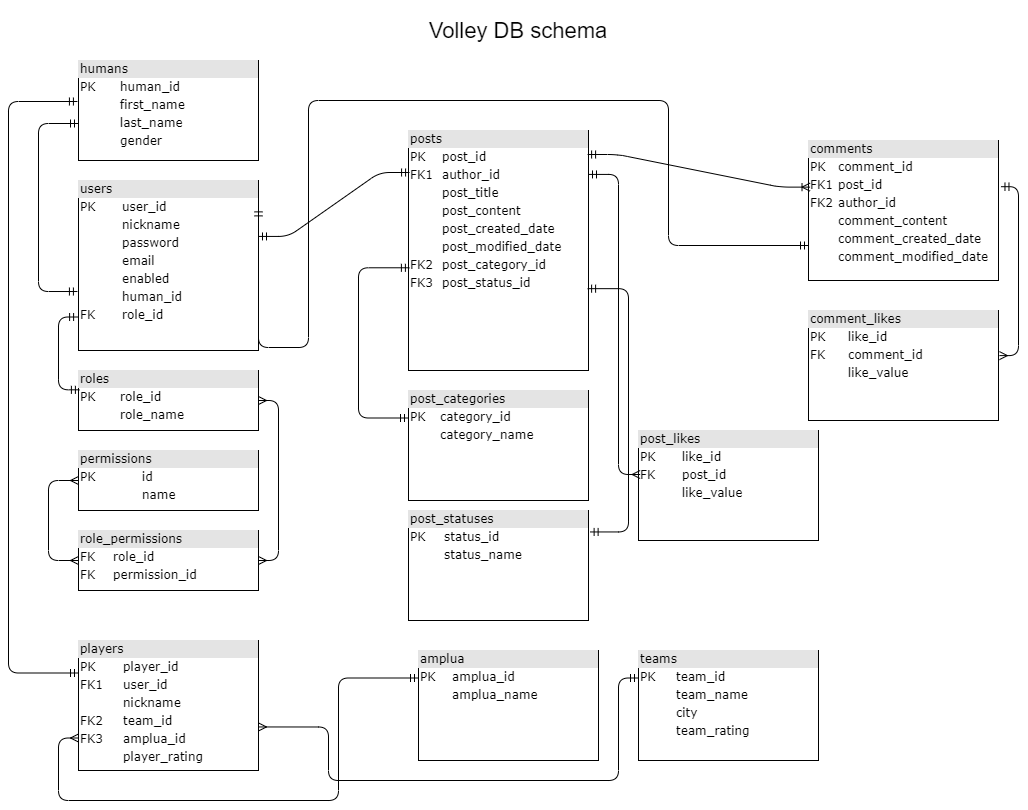 Volley DB schema
humans
PK human_id
first_name
last_name
gender
users
PK user_id
nickname
password
email
enabled
human_id
FK role_id
roles
PK role_id
role_name
permissions
PK id
name
role_permissions
FK role_id
FK permission_id
players
PK player_id
FK1 user_id
nickname
FK2 team_id
FK3 amplua_id
player_rating
posts
PK post_id
FK1 author_id
post_title
post_content
post_created_date
post_modified_date
FK2 post_category_id
FK3 post_status_id
post_categories
PK category_id
category_name
post_statuses
PK status_id
status_name
amplua
PK amplua_id
amplua_name
post_likes
PK like_id
FK post_id
like_value
teams
PK team_id
team_name
city
team_rating
comments
PK comment_id
FK1 post_id
FK2 author_id
comment_content
comment_created_date
comment_modified_date
comment_likes
PK like_id
FK comment_id
like_value